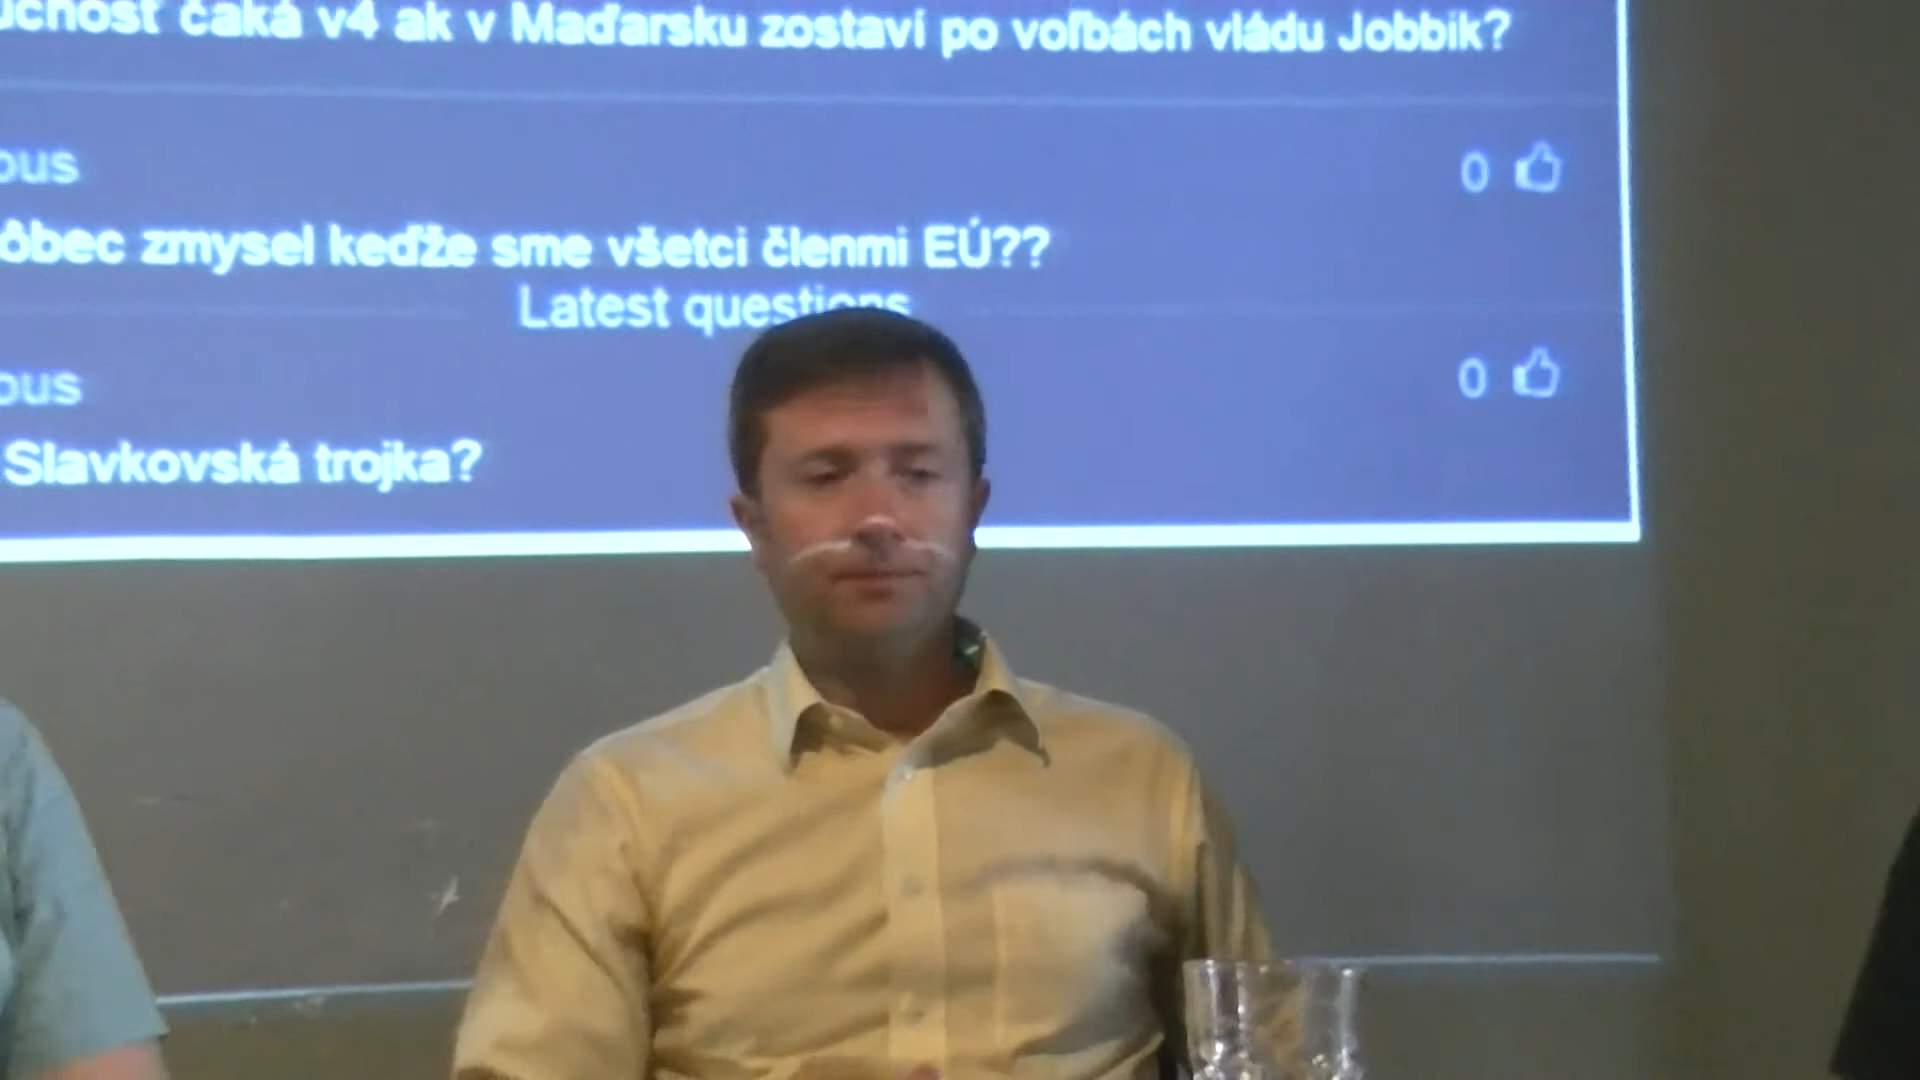 čaká v4 ak v Maďarsku zostaví po voľbách vládu Jobbik?
0
zmysel keďže sme všetci členmi EÚ??
Latest questions
0
Slavkovská trojka?